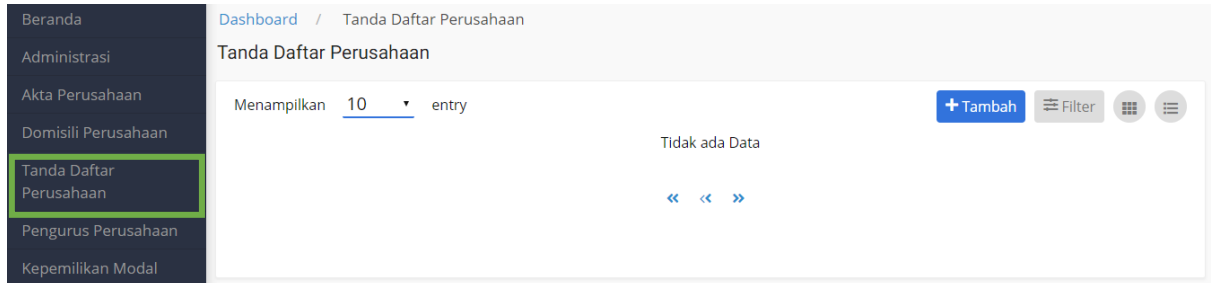 Beranda
Administrasi
Akta Perusahaan
Domisili Perusahaan
Tanda Daftar
Perusahaan
Pengurus Perusahaan
Kepemilikan Modal
Dashboard / Tanda Daftar Perusahaan
Tanda Daftar Perusahaan
Menampilkan 10 entry
+ Tambah
Filter
Tidak ada Data